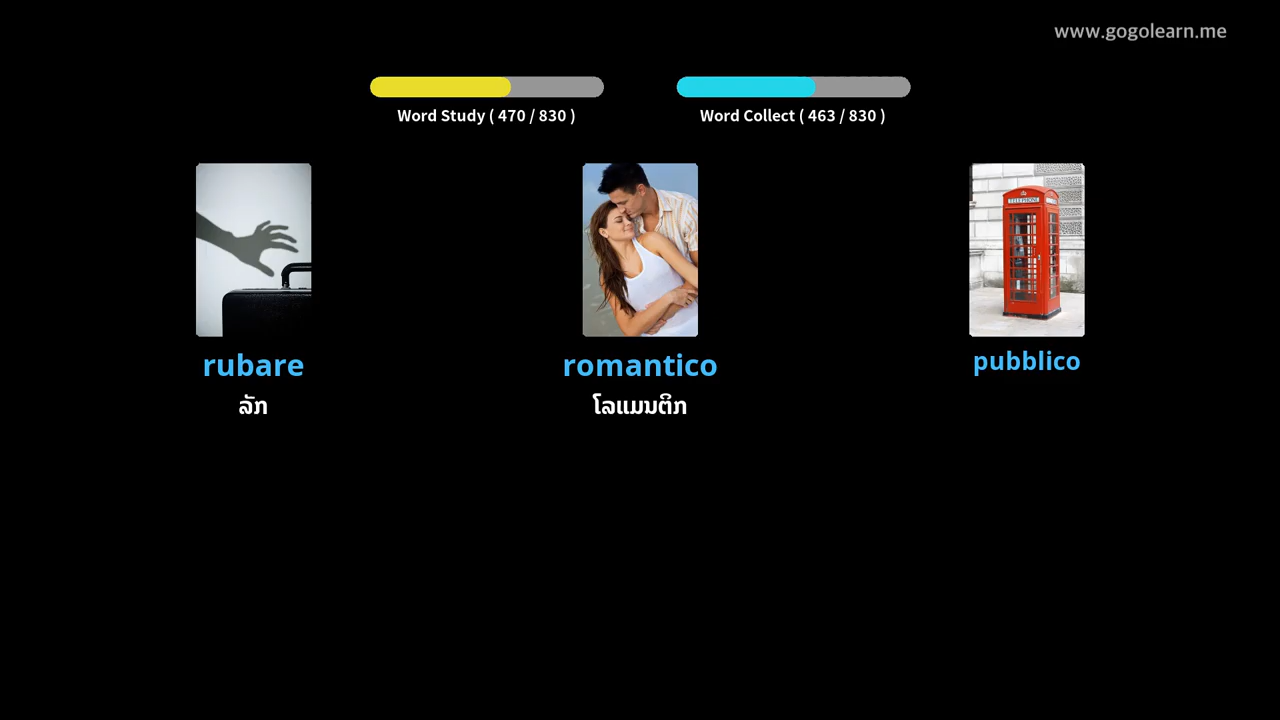 www.gogolearn.me
Word Study ( 470 / 830 )
Word Collect ( 463 / 830 )
TELEPHONE
rubare
romantico
pubblico
ລັກ
ໂລແມນຕິກ